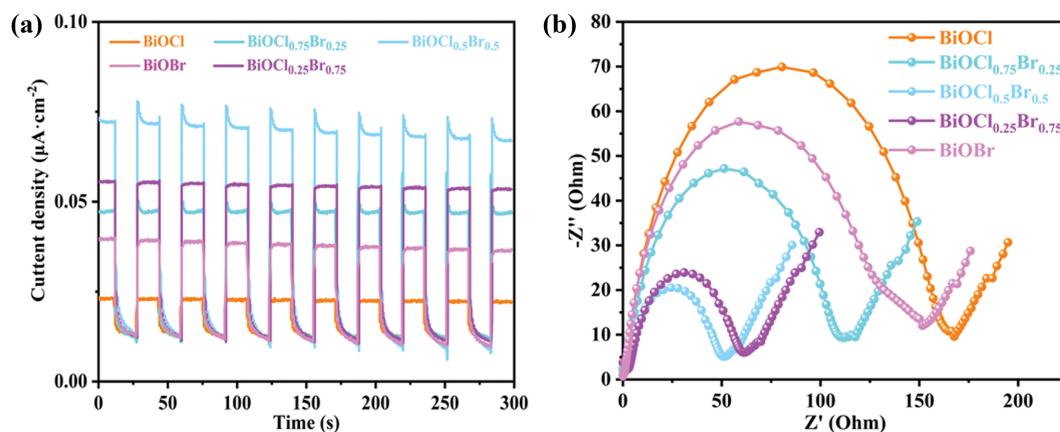 (a)
0.10
0.05
0.00
Cuttent density (μA·cm⁻²)
BiOCl
BiOCl₀.₇₅Br₀.₂₅
BiOCl₀.₅Br₀.₅
BiOBr
BiOCl₀.₂₅Br₀.₇₅
0 50 100 150 200 250 300
Time (s)
(b)
80
70
60
50
40
30
20
10
0
-Z'' (Ohm)
BiOCl
BiOCl₀.₇₅Br₀.₂₅
BiOCl₀.₅Br₀.₅
BiOCl₀.₂₅Br₀.₇₅
BiOBr
0 50 100 150 200
Z' (Ohm)